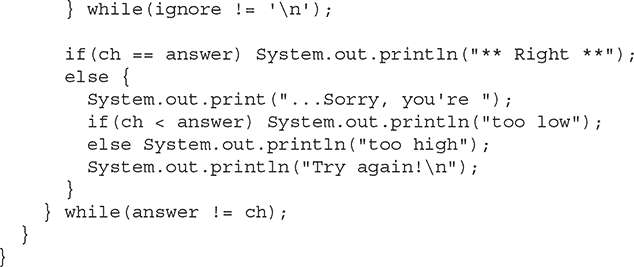 } while(ignore != '\n');
if(ch == answer) System.out.println("** Right **");
else {
System.out.print("...Sorry, you're ");
if(ch < answer) System.out.println("too low");
else System.out.println("too high");
System.out.println("Try again!\n");
}
} while(answer != ch);
}
}